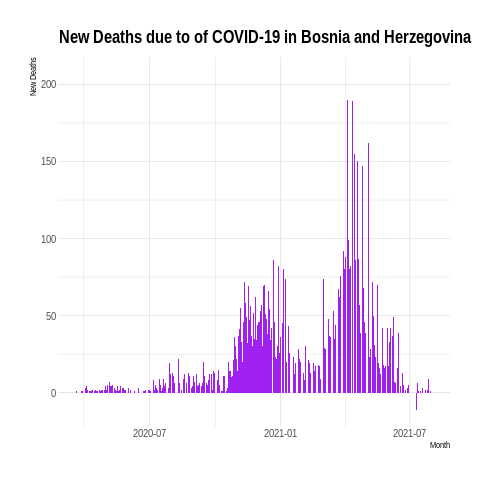 New Deaths due to of COVID-19 in Bosnia and Herzegovina
New Deaths
200
150
100
50
0
2020-07
2021-01
2021-07
Month